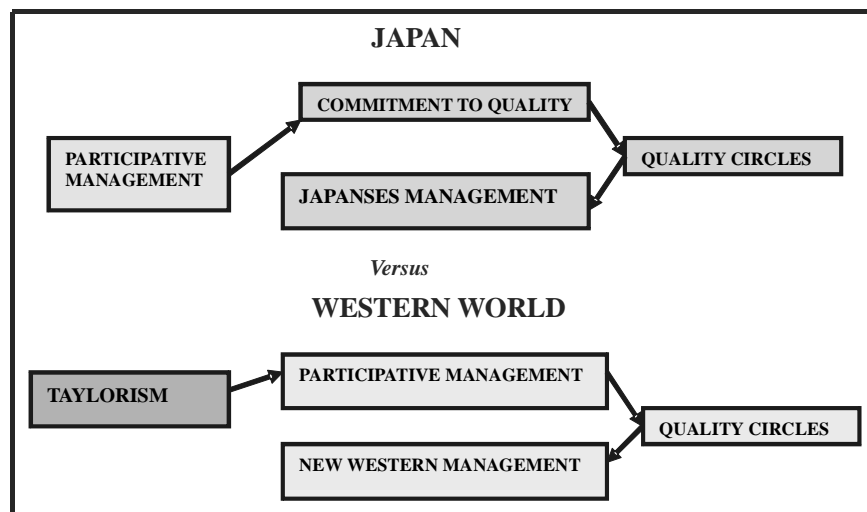 JAPAN
COMMITMENT TO QUALITY
PARTICIPATIVE
MANAGEMENT
QUALITY CIRCLES
JAPANSES MANAGEMENT
Versus
WESTERN WORLD
TAYLORISM
PARTICIPATIVE MANAGEMENT
QUALITY CIRCLES
NEW WESTERN MANAGEMENT